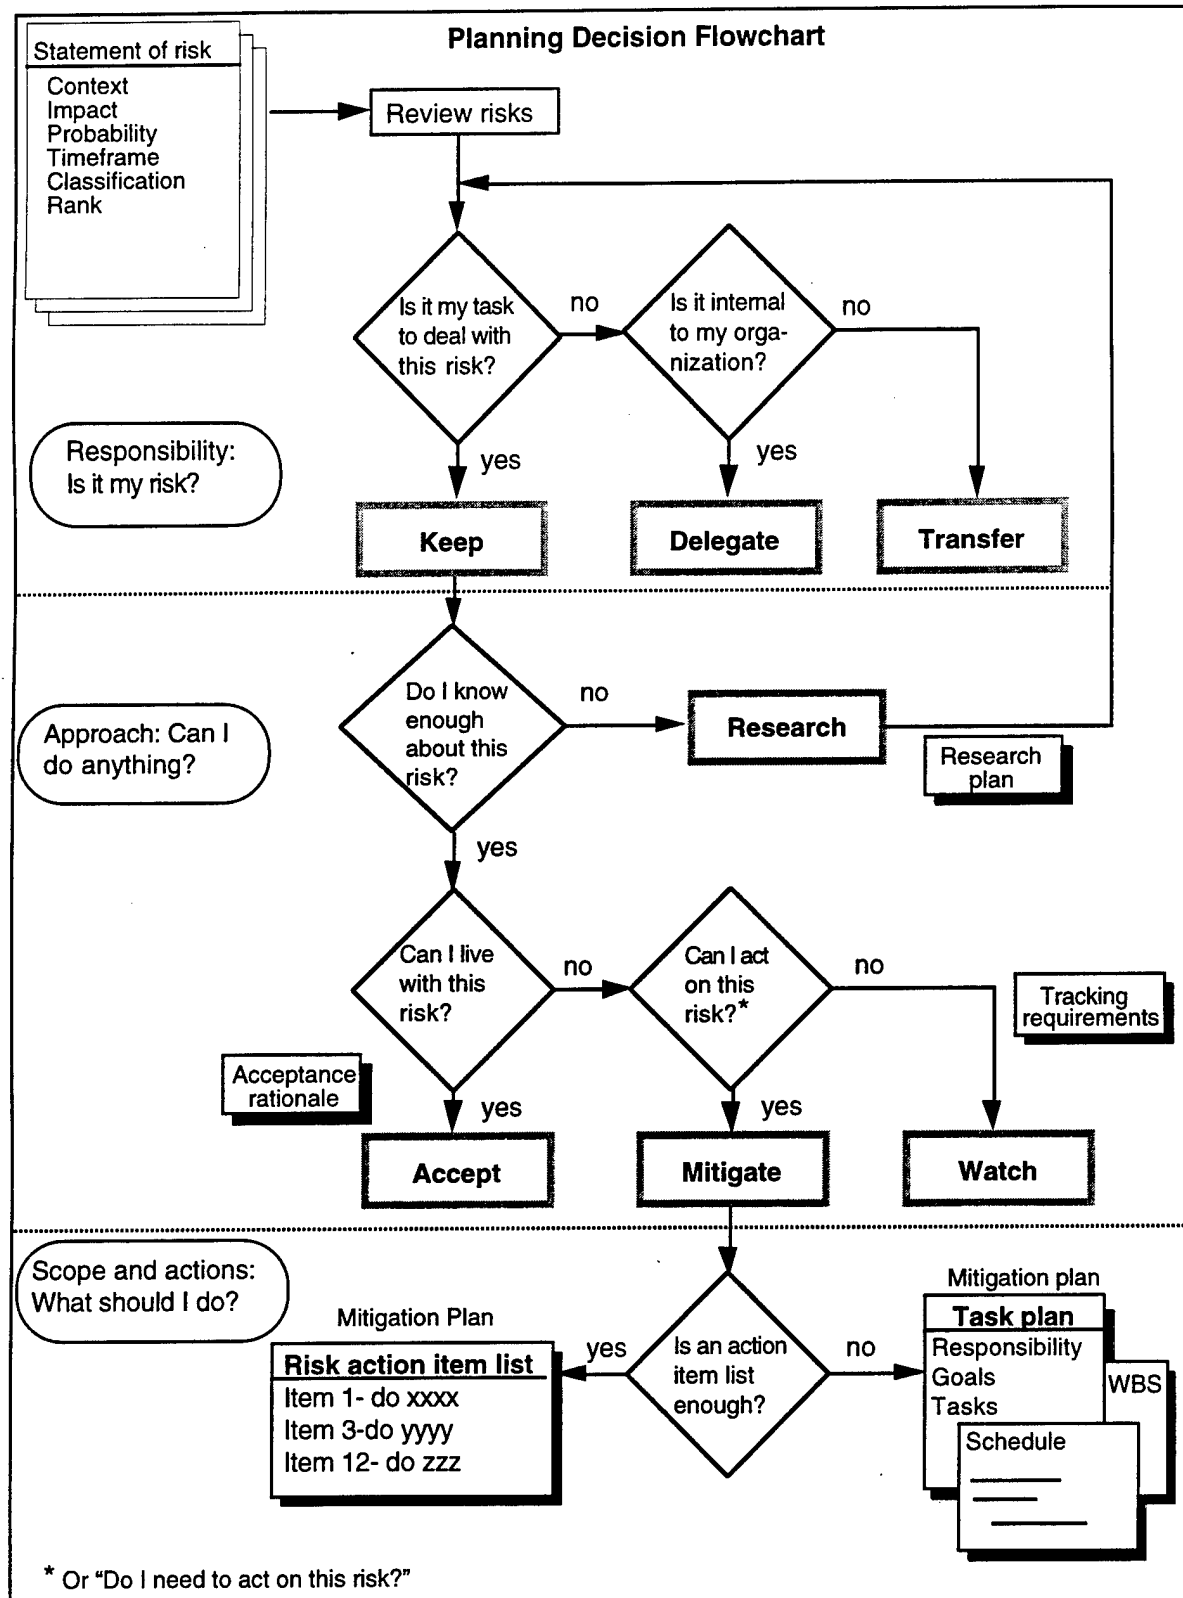 Planning Decision Flowchart
Statement of risk
Context
Impact
Probability
Timeframe
Classification
Rank
Review risks
Is it my task
to deal with
this risk?
no
Is it internal
to my orga-
nization?
no
Responsibility:
Is it my risk?
yes
yes
Keep
Delegate
Transfer
Approach: Can I
do anything?
Do I know
enough
about this
risk?
no
Research
Research
plan
yes
Can I live
with this
risk?
no
Can I act
on this
risk?*
no
Tracking
requirements
Acceptance
rationale
yes
yes
Accept
Mitigate
Watch
Scope and actions:
What should I do?
Mitigation Plan
Risk action item list
Item 1- do xxxx
Item 3-do yyyy
Item 12- do zzz
yes
Is an action
item list
enough?
no
Mitigation plan
Task plan
Responsibility
Goals
Tasks
WBS
Schedule
* Or “Do I need to act on this risk?”